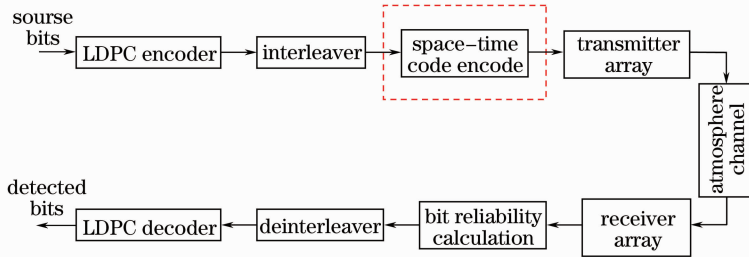 sourse
bits
LDPC encoder
interleaver
space-time
code encode
transmitter
array
atmosphere
channel
receiver
array
bit reliability
calculation
deinterleaver
LDPC decoder
detected
bits